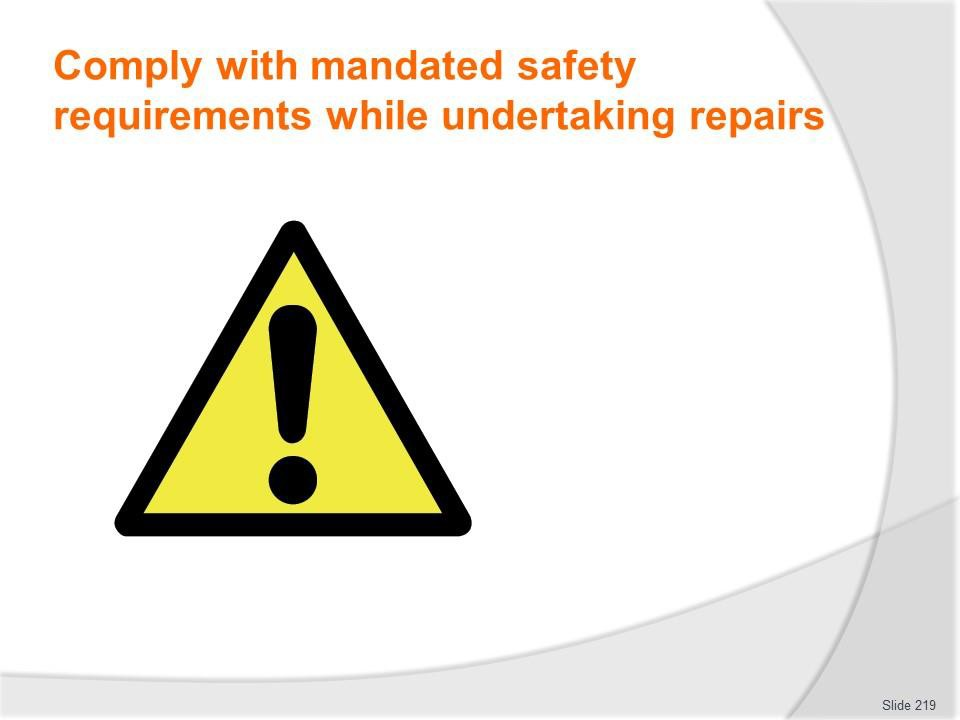 Comply with mandated safety
requirements while undertaking repairs
Slide 219